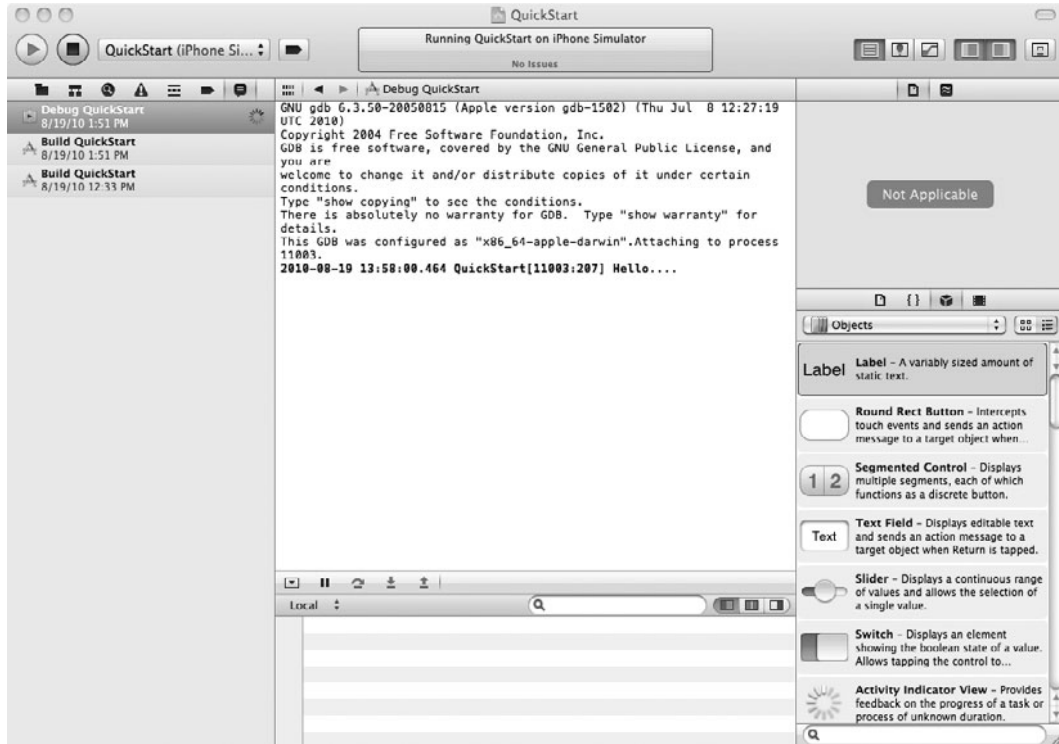 QuickStart
QuickStart (iPhone Si...
Running QuickStart on iPhone Simulator
No Issues
Debug QuickStart
8/19/10 1:51 PM
Build QuickStart
8/19/10 1:51 PM
Build QuickStart
8/19/10 12:33 PM
Debug QuickStart
GNU gdb 6.3.50-20050815 (Apple version gdb-1502) (Thu Jul  8 12:27:19
UTC 2010)
Copyright 2004 Free Software Foundation, Inc.
GDB is free software, covered by the GNU General Public License, and
you are
welcome to change it and/or distribute copies of it under certain
conditions.
Type "show copying" to see the conditions.
There is absolutely no warranty for GDB.  Type "show warranty" for
details.
This GDB was configured as "x86_64-apple-darwin".Attaching to process
11003.
2010-08-19 13:58:00.464 QuickStart[11003:207] Hello....
Local
Not Applicable
{}
Objects
Label
Label - A variably sized amount of
static text.
Round Rect Button - Intercepts
touch events and sends an action
message to a target object when...
1 2
Segmented Control - Displays
multiple segments, each of which
functions as a discrete button.
Text
Text Field - Displays editable text
and sends an action message to a
target object when Return is tapped.
Slider - Displays a continuous range
of values and allows the selection of
a single value.
Switch - Displays an element
showing the boolean state of a value.
Allows tapping the control to...
Activity Indicator View - Provides
feedback on the progress of a task or
process of unknown duration.